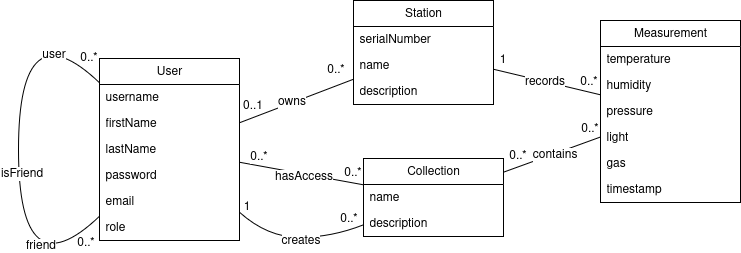 Station
serialNumber
name
description
Measurement
temperature
humidity
pressure
light
gas
timestamp
User
username
firstName
lastName
password
email
role
Collection
name
description
user
0..*
isFriend
friend
0..*
0..1
owns
0..*
1
records
0..*
0..*
hasAccess
0..*
1
creates
0..*
0..*
contains
0..*